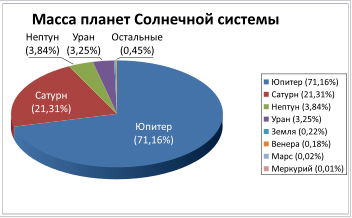 Масса планет Солнечной системы
Нептун
(3,84%)
Уран
(3,25%)
Остальные
(0,45%)
Сатурн
(21,31%)
Юпитер
(71,16%)
Юпитер (71,16%)
Сатурн (21,31%)
Нептун (3,84%)
Уран (3,25%)
Земля (0,22%)
Венера (0,18%)
Марс (0,02%)
Меркурий (0,01%)